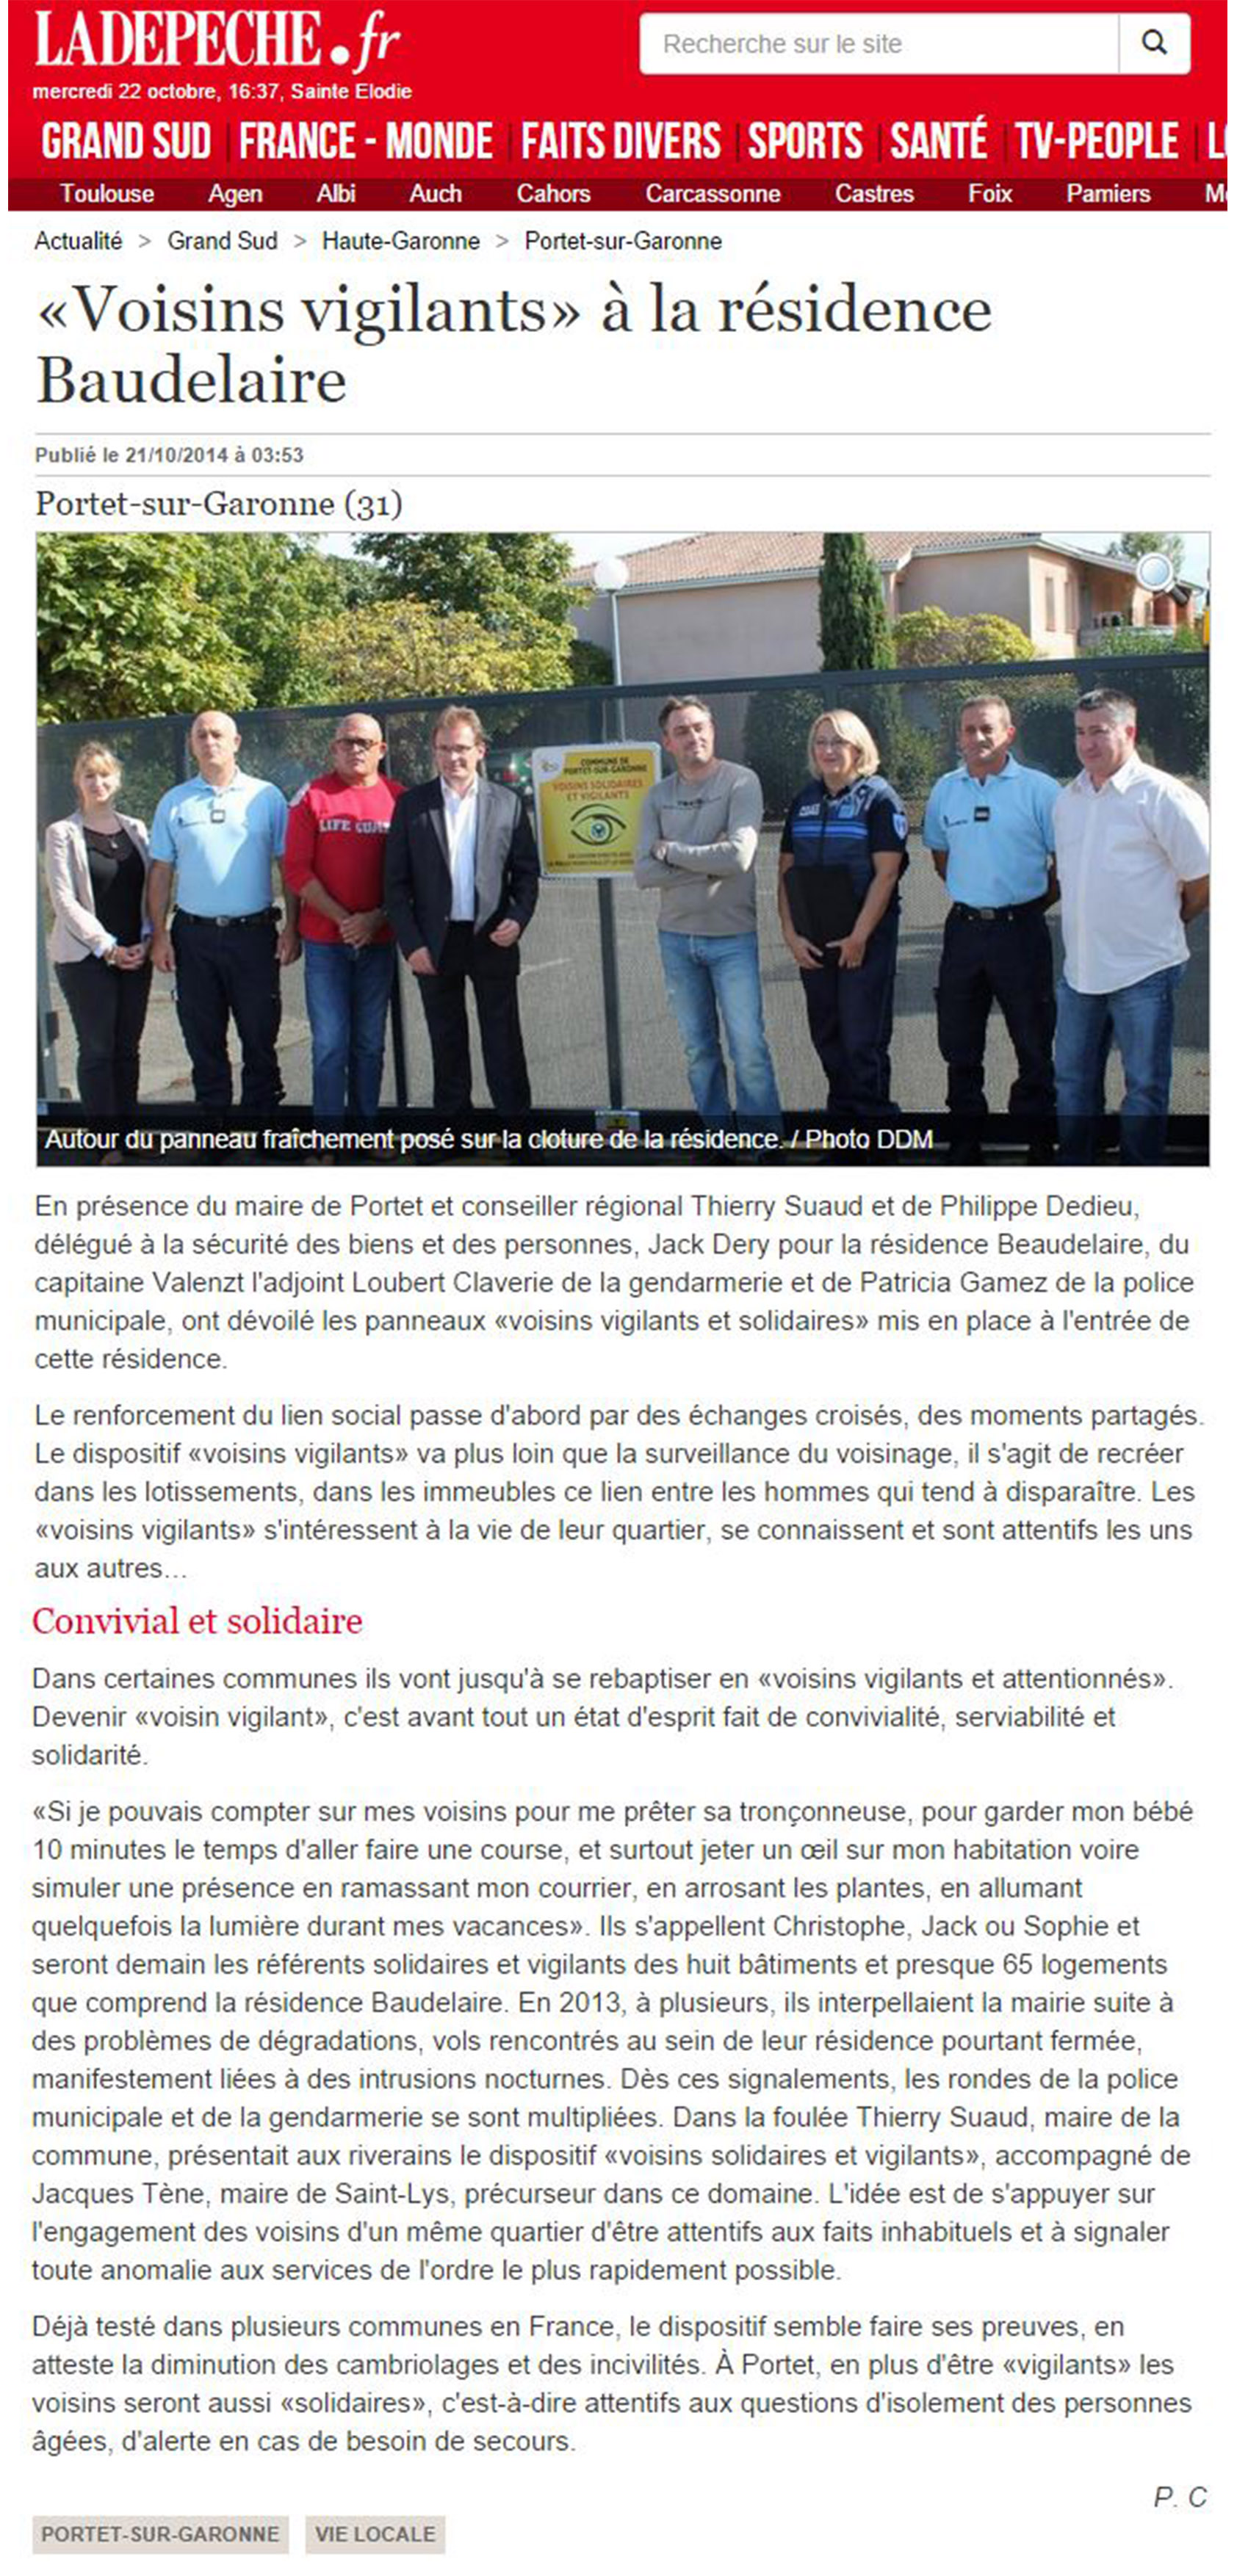 LADEPECHE.fr
Recherche sur le site
mercredi 22 octobre, 16:37, Sainte Elodie
GRAND SUD | FRANCE - MONDE | FAITS DIVERS | SPORTS | SANTÉ | TV-PEOPLE |
Toulouse Agen Albi Auch Cahors Carcassonne Castres Foix Pamiers
Actualité > Grand Sud > Haute-Garonne > Portet-sur-Garonne
«Voisins vigilants» à la résidence
Baudelaire
Publié le 21/10/2014 à 03:53
Portet-sur-Garonne (31)
COMMUNE DE
PORTET-SUR-GARONNE
VOISINS SOLIDAIRES
ET VIGILANTS
LIFE GUARD
Autour du panneau fraîchement posé sur la cloture de la résidence. / Photo DDM
En présence du maire de Portet et conseiller régional Thierry Suaud et de Philippe Dedieu,
délégué à la sécurité des biens et des personnes, Jack Dery pour la résidence Beaudelaire, du
capitaine Valenzt l'adjoint Loubert Claverie de la gendarmerie et de Patricia Gamez de la police
municipale, ont dévoilé les panneaux «voisins vigilants et solidaires» mis en place à l'entrée de
cette résidence.
Le renforcement du lien social passe d'abord par des échanges croisés, des moments partagés.
Le dispositif «voisins vigilants» va plus loin que la surveillance du voisinage, il s'agit de recréer
dans les lotissements, dans les immeubles ce lien entre les hommes qui tend à disparaître. Les
«voisins vigilants» s'intéressent à la vie de leur quartier, se connaissent et sont attentifs les uns
aux autres...
Convivial et solidaire
Dans certaines communes ils vont jusqu'à se rebaptiser en «voisins vigilants et attentionnés».
Devenir «voisin vigilant», c'est avant tout un état d'esprit fait de convivialité, serviabilité et
solidarité.
«Si je pouvais compter sur mes voisins pour me prêter sa tronçonneuse, pour garder mon bébé
10 minutes le temps d'aller faire une course, et surtout jeter un œil sur mon habitation voire
simuler une présence en ramassant mon courrier, en arrosant les plantes, en allumant
quelquefois la lumière durant mes vacances». Ils s'appellent Christophe, Jack ou Sophie et
seront demain les référents solidaires et vigilants des huit bâtiments et presque 65 logements
que comprend la résidence Baudelaire. En 2013, à plusieurs, ils interpellaient la mairie suite à
des problèmes de dégradations, vols rencontrés au sein de leur résidence pourtant fermée,
manifestement liées à des intrusions nocturnes. Dès ces signalements, les rondes de la police
municipale et de la gendarmerie se sont multipliées. Dans la foulée Thierry Suaud, maire de la
commune, présentait aux riverains le dispositif «voisins solidaires et vigilants», accompagné de
Jacques Tène, maire de Saint-Lys, précurseur dans ce domaine. L'idée est de s'appuyer sur
l'engagement des voisins d'un même quartier d'être attentifs aux faits inhabituels et à signaler
toute anomalie aux services de l'ordre le plus rapidement possible.
Déjà testé dans plusieurs communes en France, le dispositif semble faire ses preuves, en
atteste la diminution des cambriolages et des incivilités. À Portet, en plus d'être «vigilants» les
voisins seront aussi «solidaires», c'est-à-dire attentifs aux questions d'isolement des personnes
âgées, d'alerte en cas de besoin de secours.
P. C
PORTET-SUR-GARONNE VIE LOCALE